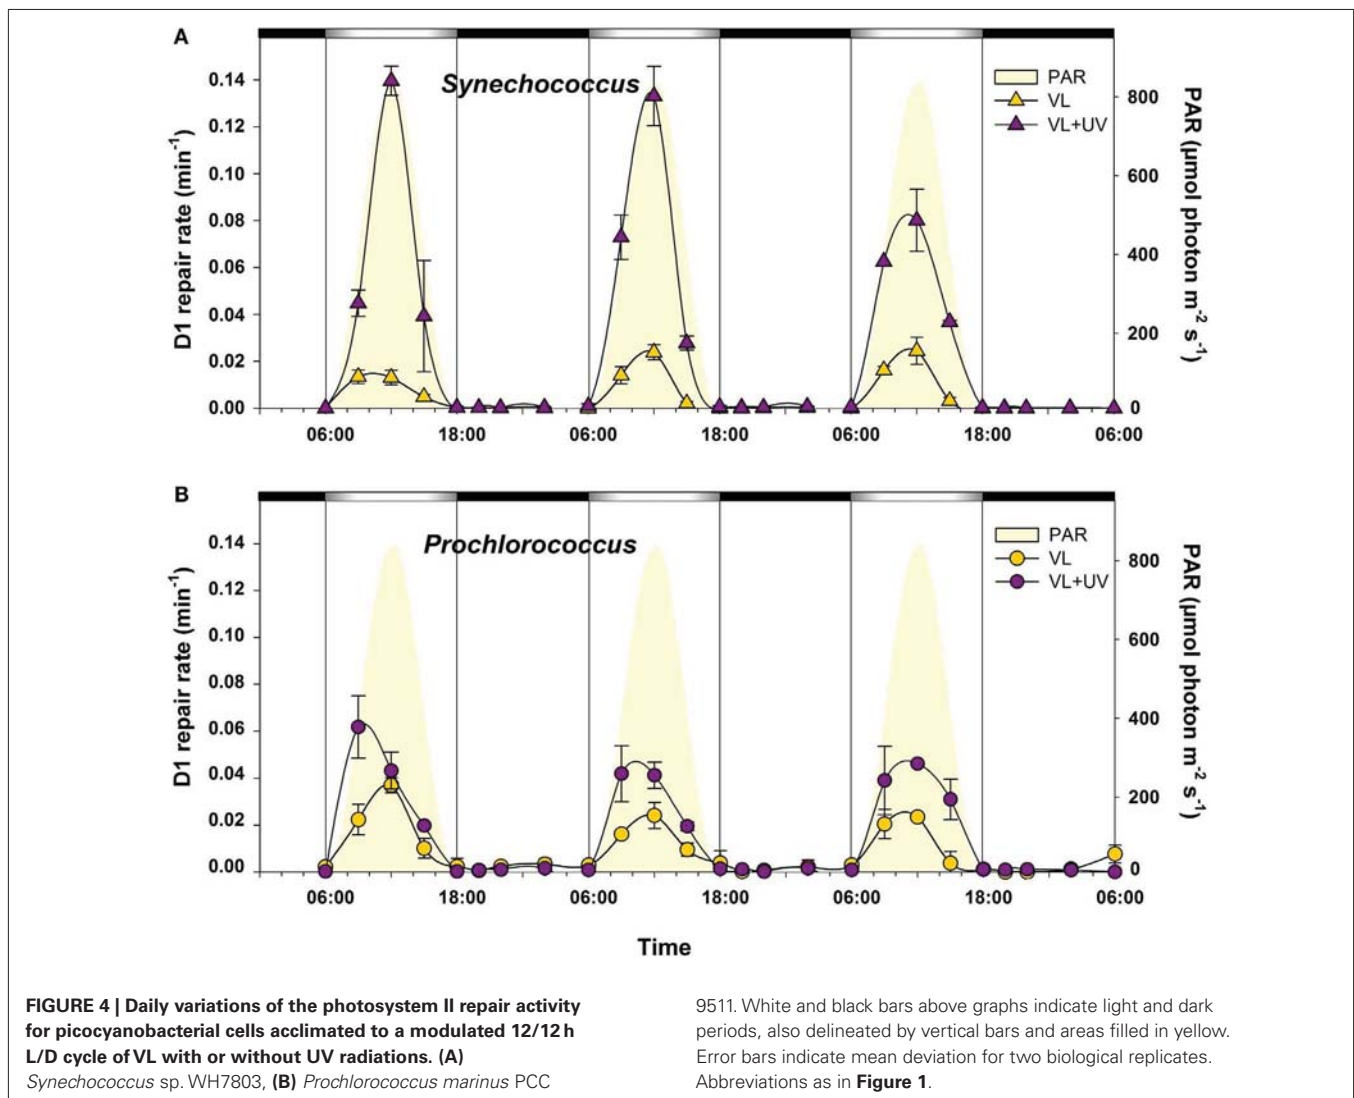 A
Synechococcus
PAR
VL
VL+UV
0.14
0.12
0.10
0.08
0.06
0.04
0.02
0.00
D1 repair rate (min-1)
800
600
400
200
0
PAR (µmol photon m-2 s-1)
06:00 18:00 06:00 18:00 06:00 18:00 06:00
B
Prochlorococcus
PAR
VL
VL+UV
0.14
0.12
0.10
0.08
0.06
0.04
0.02
0.00
D1 repair rate (min-1)
800
600
400
200
0
PAR (µmol photon m-2 s-1)
06:00 18:00 06:00 18:00 06:00 18:00 06:00
Time
FIGURE 4 | Daily variations of the photosystem II repair activity
for picocyanobacterial cells acclimated to a modulated 12/12 h
L/D cycle of VL with or without UV radiations. (A)
Synechococcus sp. WH7803, (B) Prochlorococcus marinus PCC
9511. White and black bars above graphs indicate light and dark
periods, also delineated by vertical bars and areas filled in yellow.
Error bars indicate mean deviation for two biological replicates.
Abbreviations as in Figure 1.